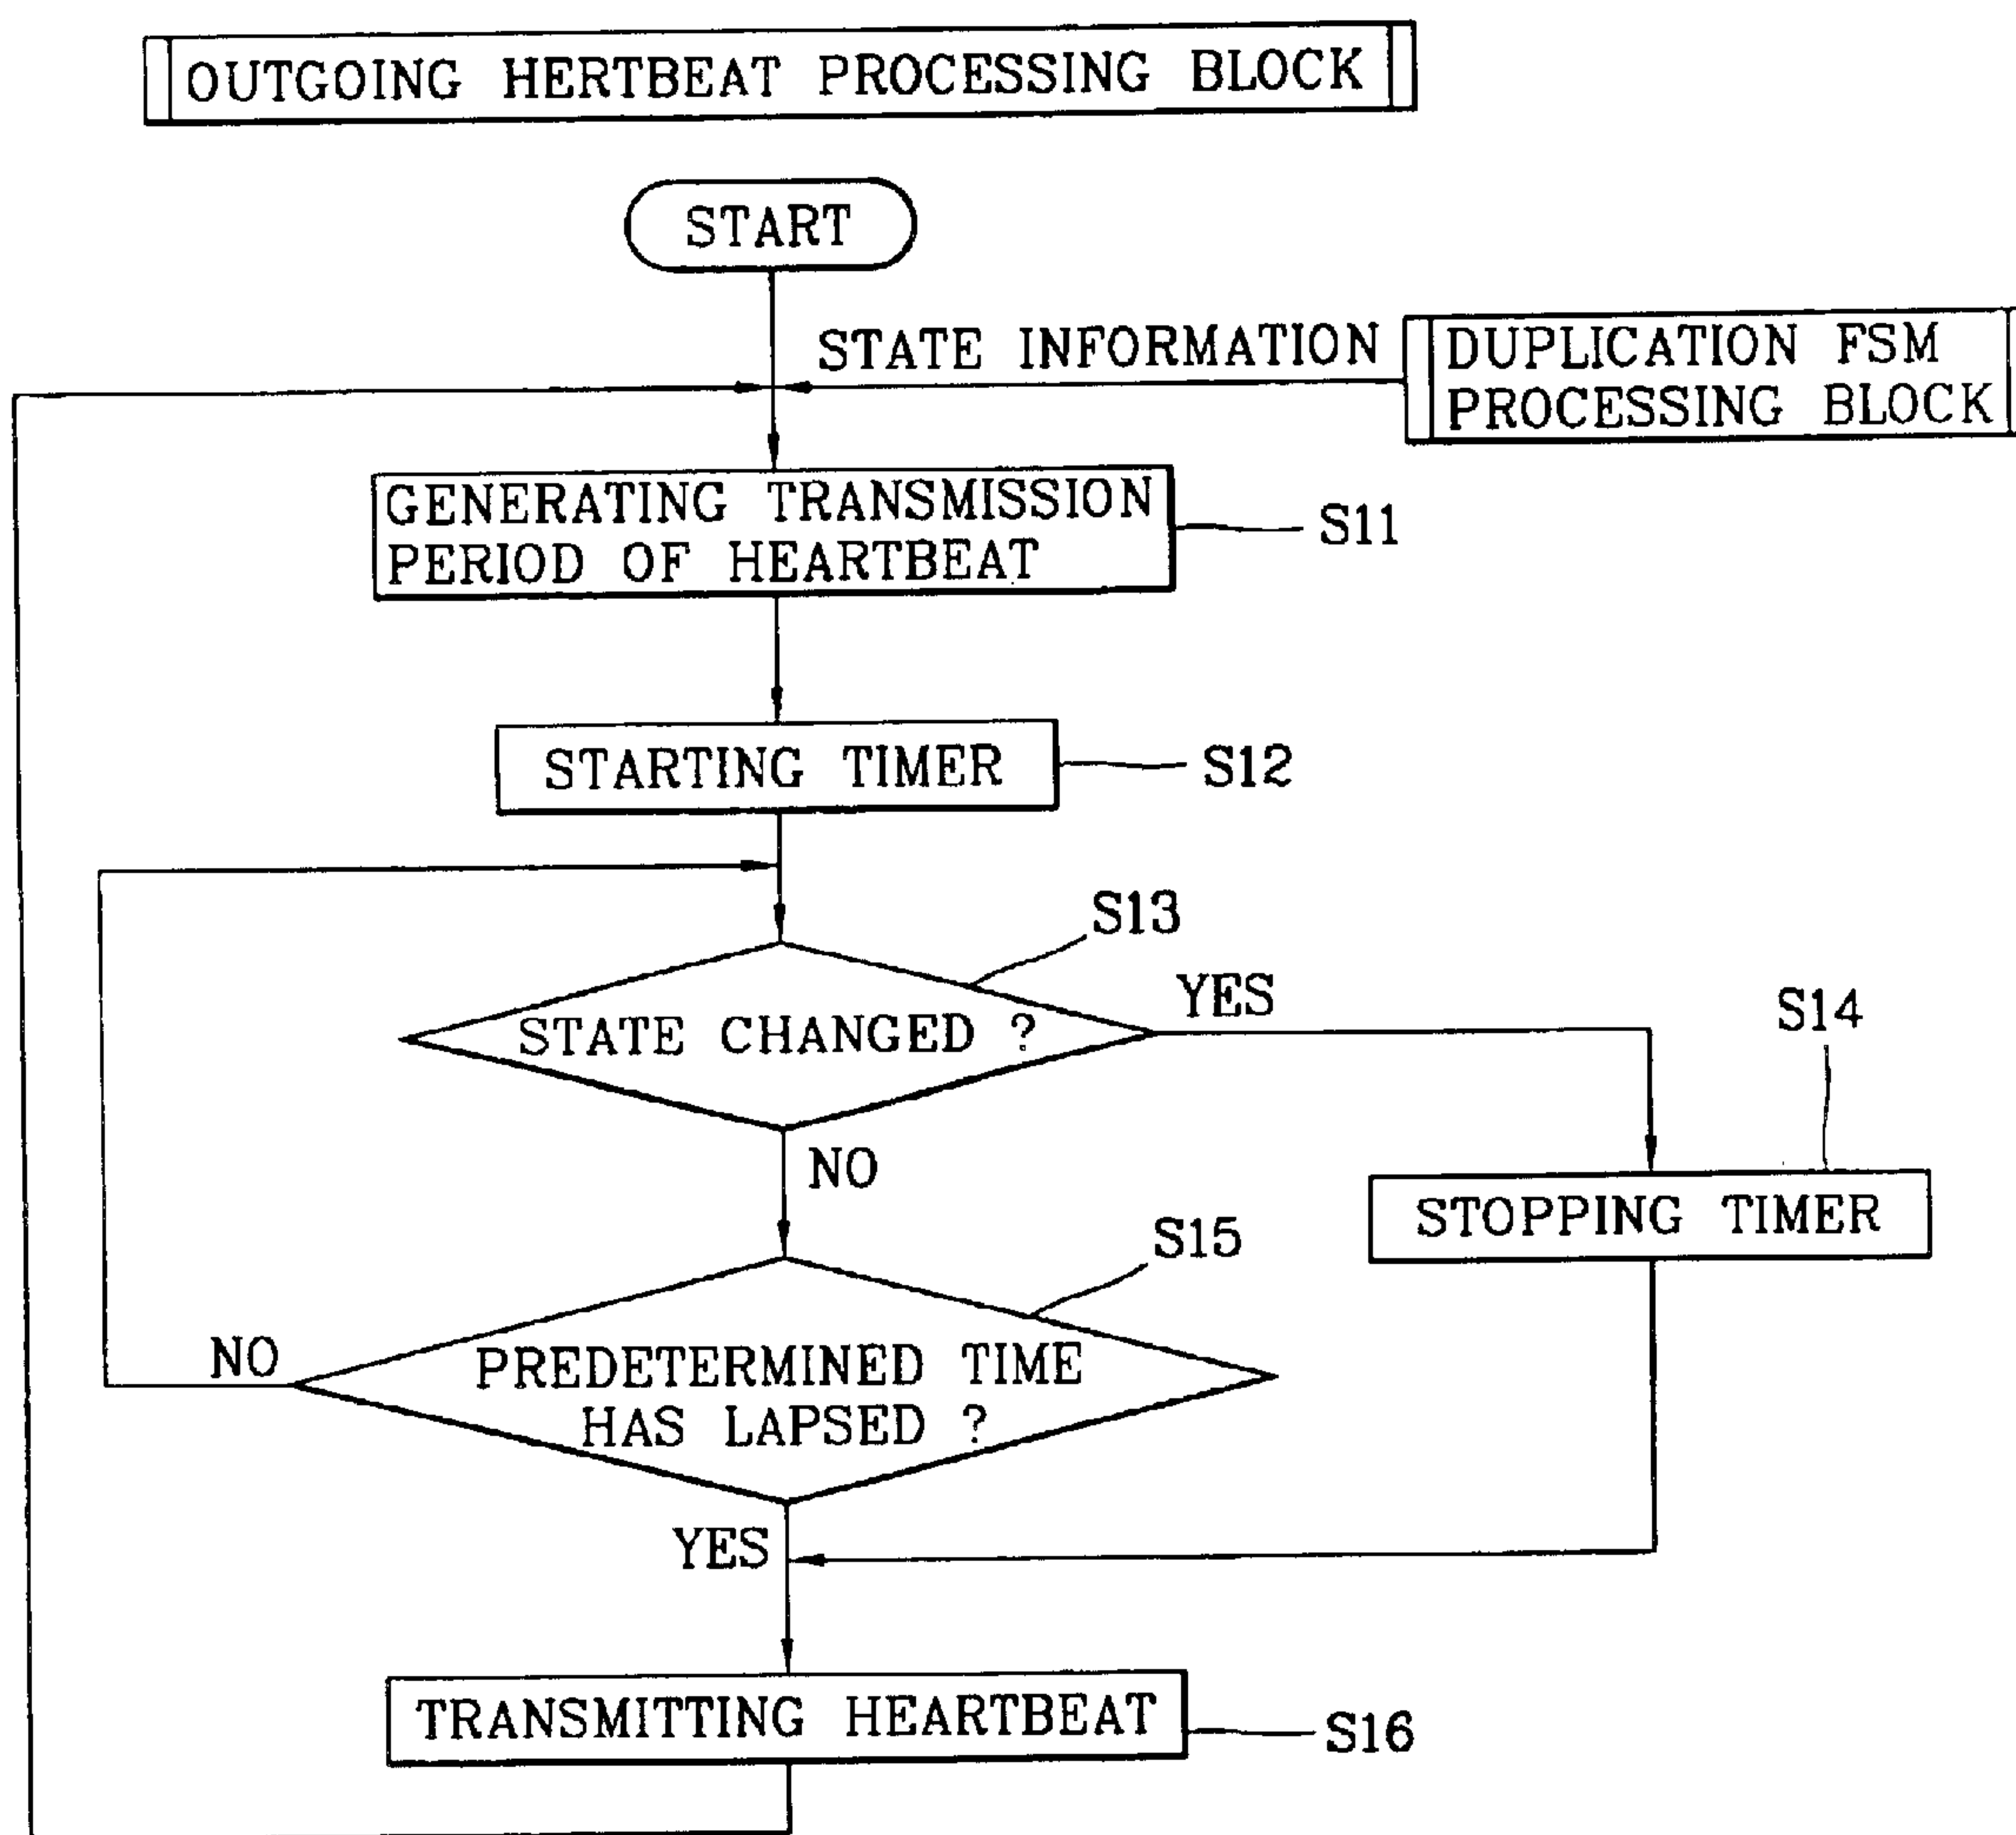 OUTGOING HERTBEAT PROCESSING BLOCK
START
STATE INFORMATION
DUPLICATION FSM
PROCESSING BLOCK
GENERATING TRANSMISSION
PERIOD OF HEARTBEAT
S11
STARTING TIMER
S12
S13
STATE CHANGED ?
YES
S14
NO
STOPPING TIMER
S15
NO
PREDETERMINED TIME
HAS LAPSED ?
YES
TRANSMITTING HEARTBEAT
S16